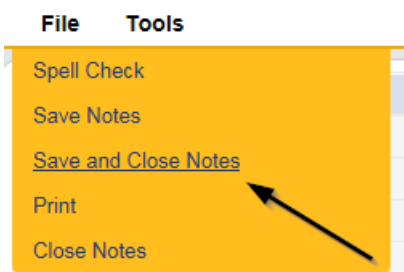 File Tools
Spell Check
Save Notes
Save and Close Notes
Print
Close Notes